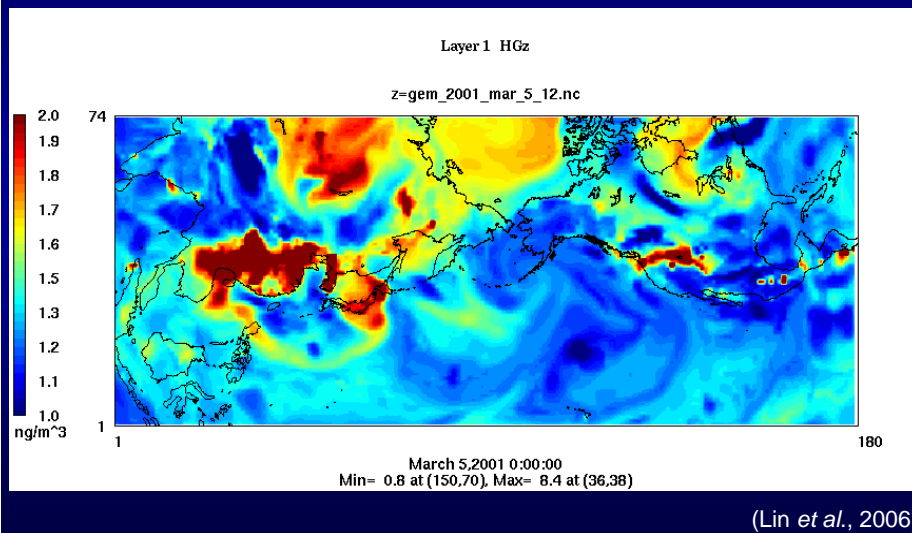 Layer 1 HGz
z=gem_2001_mar_5_12.nc
2.0
1.9
1.8
1.7
1.6
1.5
1.4
1.3
1.2
1.1
1.0
ng/m^3
74
1
1
180
March 5,2001 0:00:00
Min= 0.8 at (150,70), Max= 8.4 at (36,38)
(Lin et al., 2006